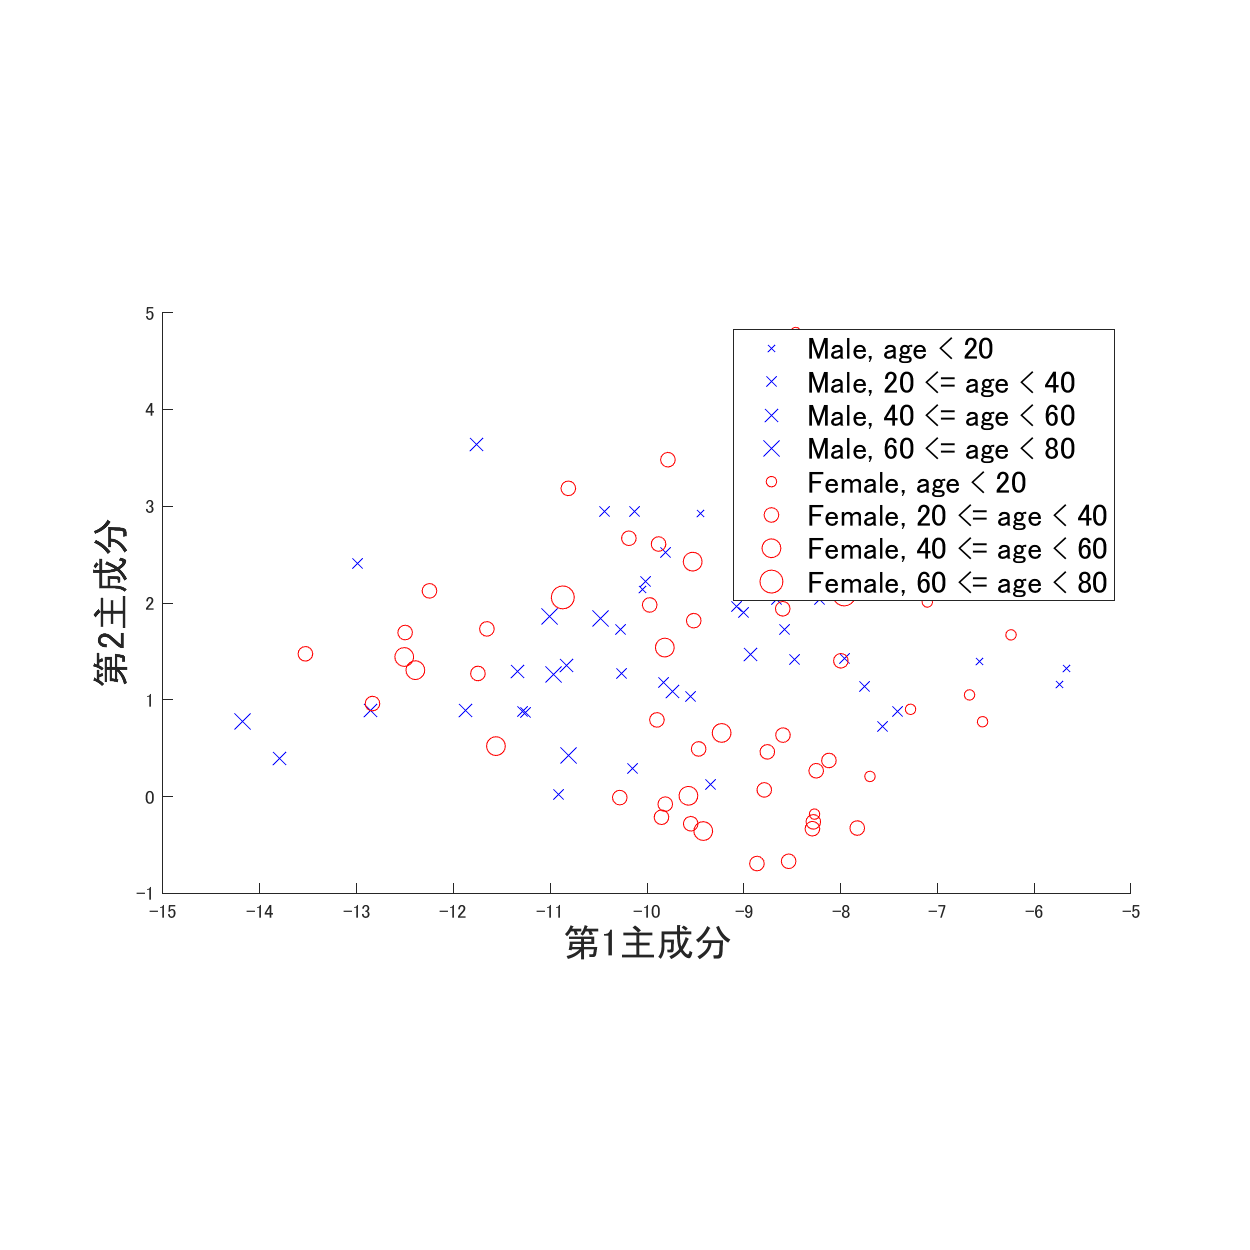 5
4
3
2
1
0
-1
-15 -14 -13 -12 -11 -10 -9 -8 -7 -6 -5
第1主成分
第2主成分
Male, age < 20
Male, 20 <= age < 40
Male, 40 <= age < 60
Male, 60 <= age < 80
Female, age < 20
Female, 20 <= age < 40
Female, 40 <= age < 60
Female, 60 <= age < 80